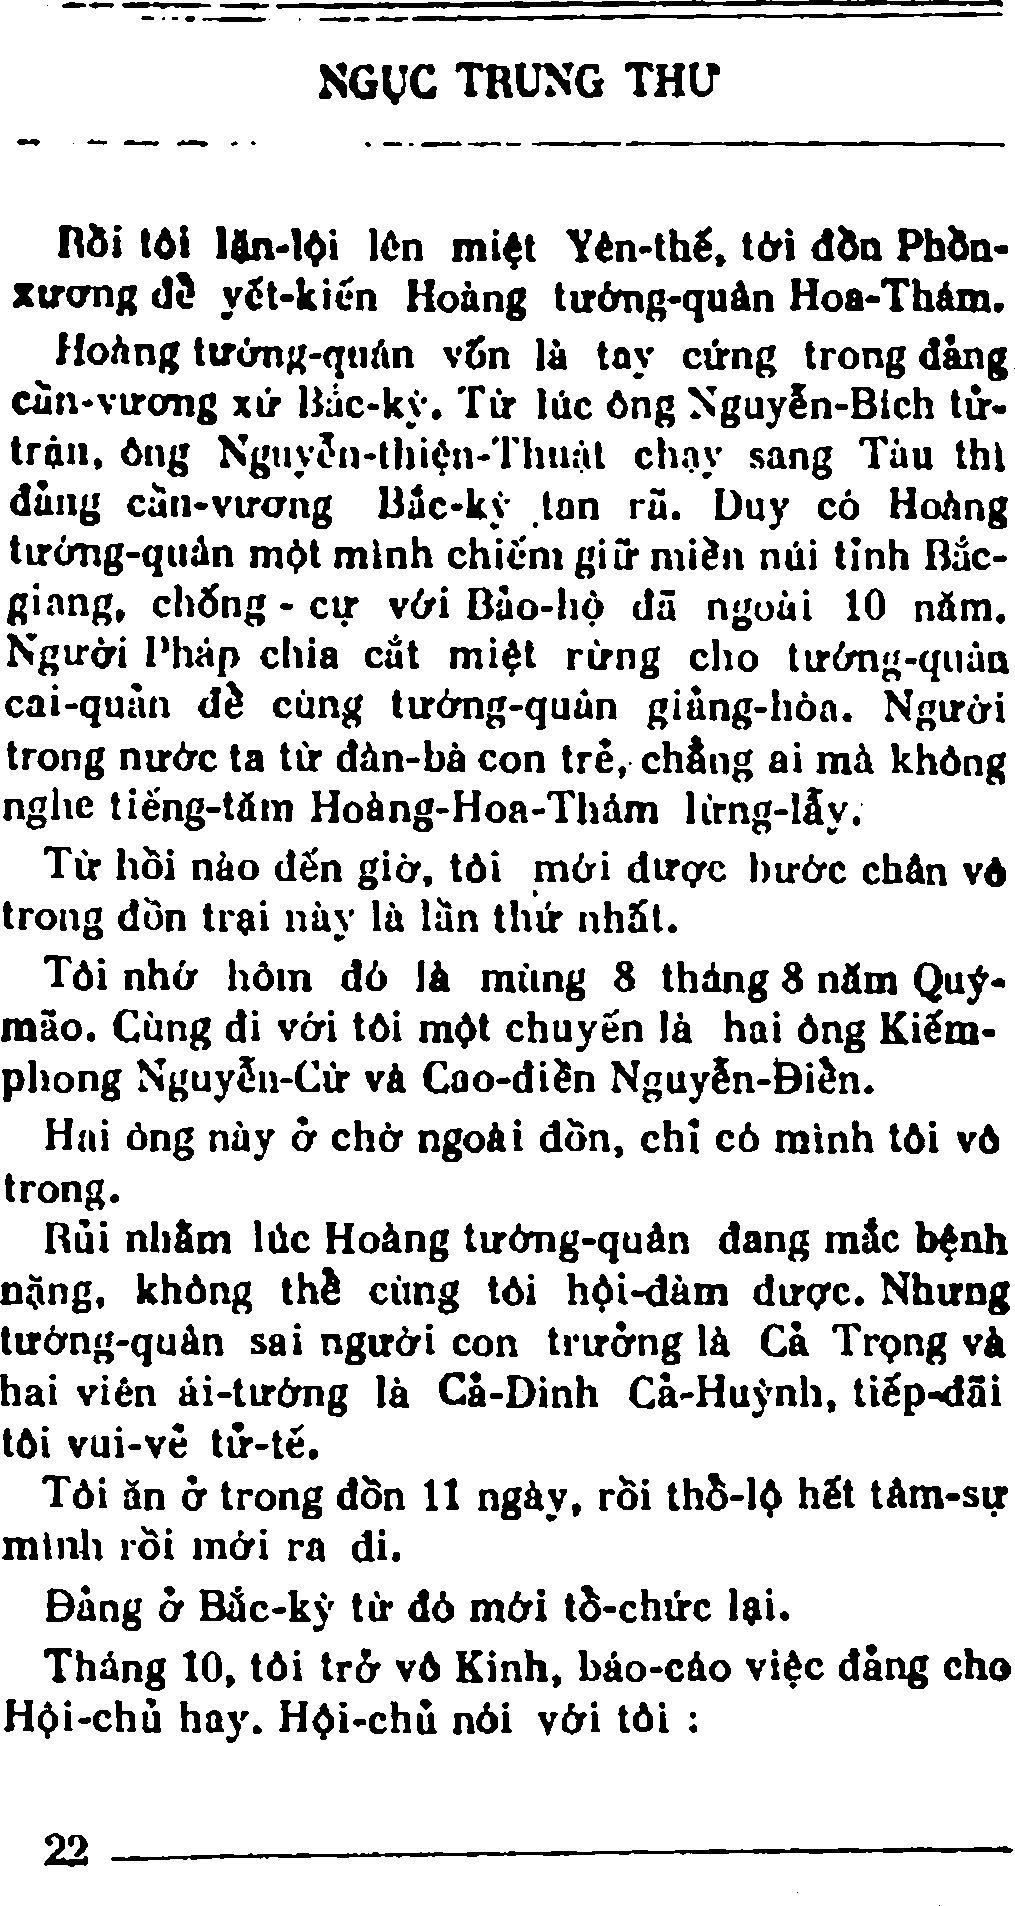 NGỤC TRUNG THƯ
Rồi tôi lặn-lội lên miệt Yên-thế, tới đồn Phồn-
xương để yết-kiến Hoàng tướng-quân Hoa-Thám.
Hoàng tướng-quân vốn là tay cứng trong đảng
cần-vương xứ Bắc-kỳ. Từ lúc ông Nguyễn-Bích tử-
trận, ông Nguyễn-thiện-Thuật chạy sang Tàu thì
đảng cần-vương Bắc-kỳ tan rã. Duy có Hoàng
tướng-quân một mình chiếm giữ miền núi tỉnh Bắc-
giang, chống - cự với Bảo-hộ đã ngoài 10 năm.
Người Pháp chia cắt miệt rừng cho tướng-quân
cai-quản để cùng tướng-quân giảng-hòa. Người
trong nước ta từ đàn-bà con trẻ, chẳng ai mà không
nghe tiếng-tăm Hoàng-Hoa-Thám lừng-lẫy.
Từ hồi nào đến giờ, tôi mới được bước chân vô
trong đồn trại này là lần thứ nhất.
Tôi nhớ hôm đó là mùng 8 tháng 8 năm Quý-
mão. Cùng đi với tôi một chuyến là hai ông Kiếm-
phong Nguyễn-Cừ và Cao-điền Nguyễn-Điền.
Hai ông này ở chờ ngoài đồn, chỉ có mình tôi vô
trong.
Rủi nhằm lúc Hoàng tướng-quân đang mắc bệnh
nặng, không thể cùng tôi hội-đàm được. Nhưng
tướng-quân sai người con trưởng là Cả Trọng và
hai viên ái-tướng là Cả-Dinh Cả-Huỳnh, tiếp-đãi
tôi vui-vẻ tử-tế.
Tôi ăn ở trong đồn 11 ngày, rồi thổ-lộ hết tâm-sự
mình rồi mới ra đi.
Đảng ở Bắc-kỳ từ đó mới tổ-chức lại.
Tháng 10, tôi trở vô Kinh, báo-cáo việc đảng cho
Hội-chủ hay. Hội-chủ nói với tôi :
22